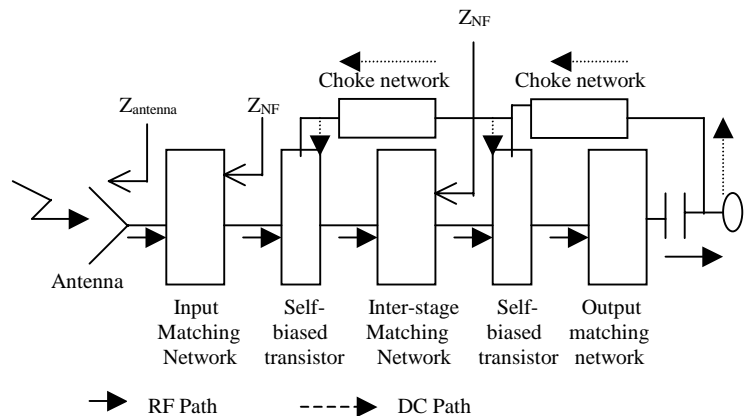 Z_NF
Choke network
Choke network
Z_antenna
Z_NF
Antenna
Input
Matching
Network
Self-
biased
transistor
Inter-stage
Matching
Network
Self-
biased
transistor
Output
matching
network
RF Path
DC Path